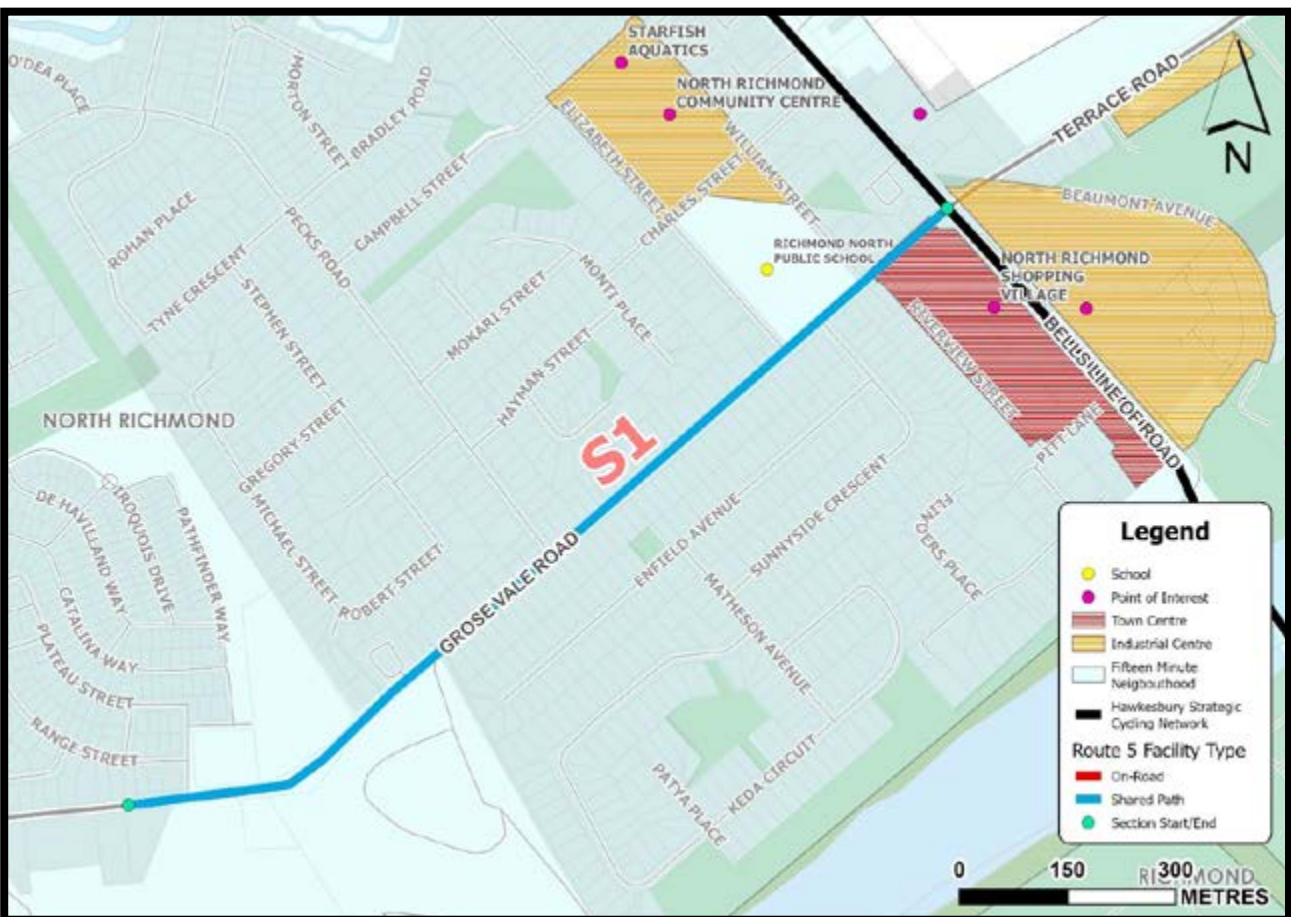 STARFISH
AQUATICS
O'DEA PLACE
MORTON STREET
BRADLEY ROAD
NORTH RICHMOND
COMMUNITY CENTRE
TERRACE ROAD
N
ELIZABETH STREET
WILLIAM STREET
CAMPBELL STREET
CHARLES STREET
BEAUMONT AVENUE
ROHAN PLACE
PECKS ROAD
RICHMOND NORTH
PUBLIC SCHOOL
NORTH RICHMOND
SHOPPING
VILLAGE
TYNE CRESCENT
STEPHEN STREET
MONTI PLACE
MOKARI STREET
HAYMAN STREET
RIVERVIEW STREET
BELLS LINE OF ROAD
PITT LANE
NORTH RICHMOND
S1
GREGORY STREET
MICHAEL STREET
ROBERT STREET
GROSE VALE ROAD
ENFIELD AVENUE
SUNNYSIDE CRESCENT
FLINDERS PLACE
MATHESON AVENUE
IROQUOIS DRIVE
PATHFINDER WAY
DE HAVILLAND WAY
CATALINA WAY
PLATEAU STREET
RANGE STREET
PATYA PLACE
KEDA CIRCUIT
Legend
School
Point of Interest
Town Centre
Industrial Centre
Fifteen Minute
Neigbouthood
Hawkesbury Strategic
Cycling Network
Route 5 Facility Type
On-Road
Shared Path
Section Start/End
RICHMOND
0 150 300
METRES